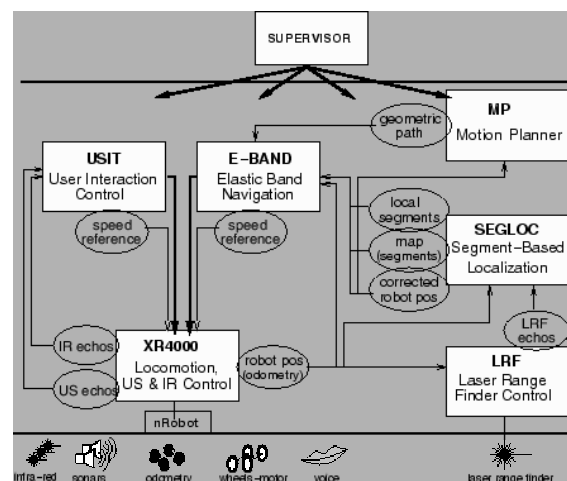 SUPERVISOR
MP
Motion Planner
geometric
path
USIT
User Interaction
Control
E-BAND
Elastic Band
Navigation
speed
reference
speed
reference
local
segments
map
(segments)
corrected
robot pos
SEGLOC
Segment-Based
Localization
LRF
echos
IR echos
US echos
XR4000
Locomotion,
US & IR Control
robot pos
(odometry)
LRF
Laser Range
Finder Control
nRobot
infra-red
sonars
odometry
wheels-motor
voice
laser range finder